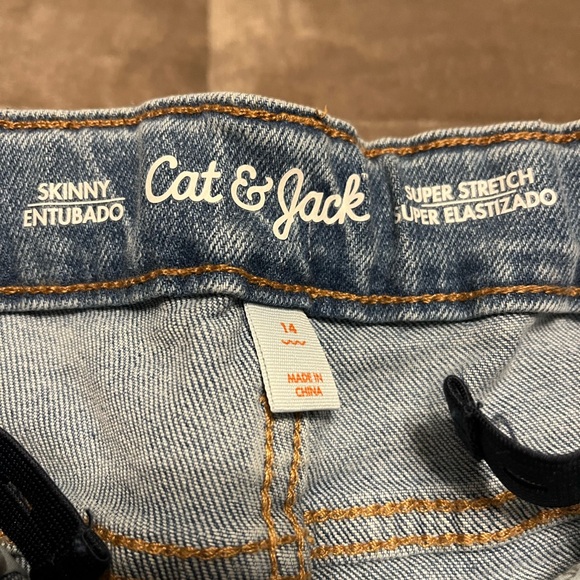 SKINNY
ENTUBADO
Cat & Jack
SUPER STRETCH
SUPER ELASTIZADO
14
MADE IN
CHINA